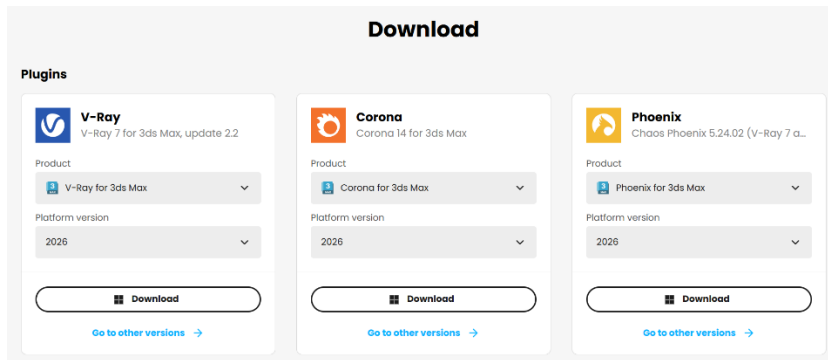 Download
Plugins
V-Ray
V-Ray 7 for 3ds Max, update 2.2
Product
V-Ray for 3ds Max
Platform version
2026
Download
Go to other versions
Corona
Corona 14 for 3ds Max
Product
Corona for 3ds Max
Platform version
2026
Download
Go to other versions
Phoenix
Chaos Phoenix 5.24.02 (V-Ray 7 a...
Product
Phoenix for 3ds Max
Platform version
2026
Download
Go to other versions